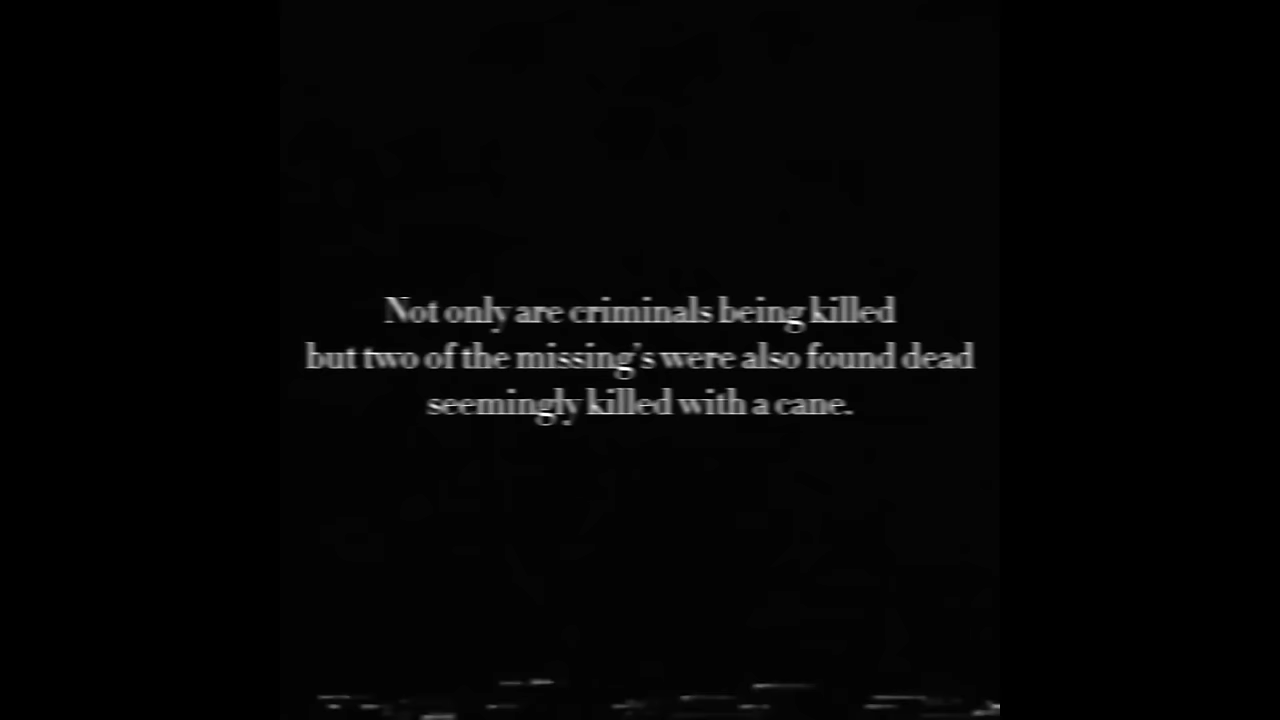 Not only are criminals being killed
but two of the missing's were also found dead
seemingly killed with a cane.